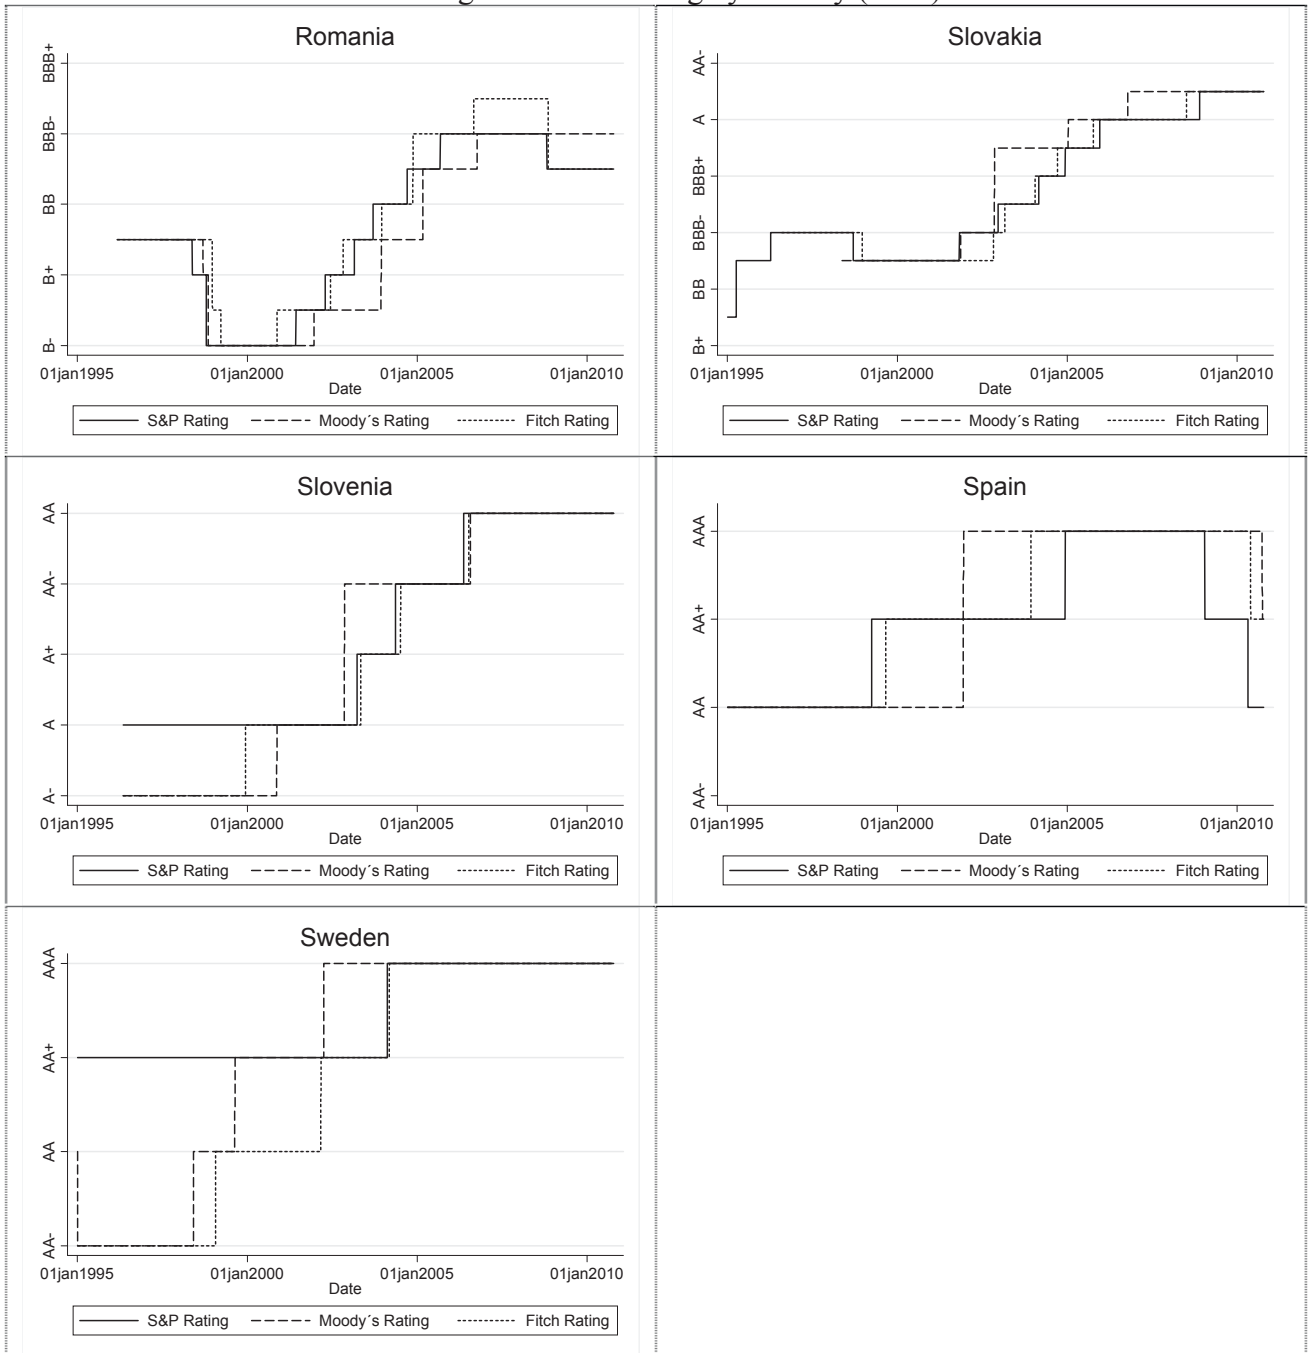 Romania
BBB+
BBB-
BB
B+
B-
01jan1995 01jan2000 01jan2005 01jan2010
Date
S&P Rating Moody´s Rating Fitch Rating
Slovakia
AA-
A
BBB+
BBB-
BB
B+
01jan1995 01jan2000 01jan2005 01jan2010
Date
S&P Rating Moody´s Rating Fitch Rating
Slovenia
AA
AA-
A+
A
A-
01jan1995 01jan2000 01jan2005 01jan2010
Date
S&P Rating Moody´s Rating Fitch Rating
Spain
AAA
AA+
AA
AA-
01jan1995 01jan2000 01jan2005 01jan2010
Date
S&P Rating Moody´s Rating Fitch Rating
Sweden
AAA
AA+
AA
AA-
01jan1995 01jan2000 01jan2005 01jan2010
Date
S&P Rating Moody´s Rating Fitch Rating